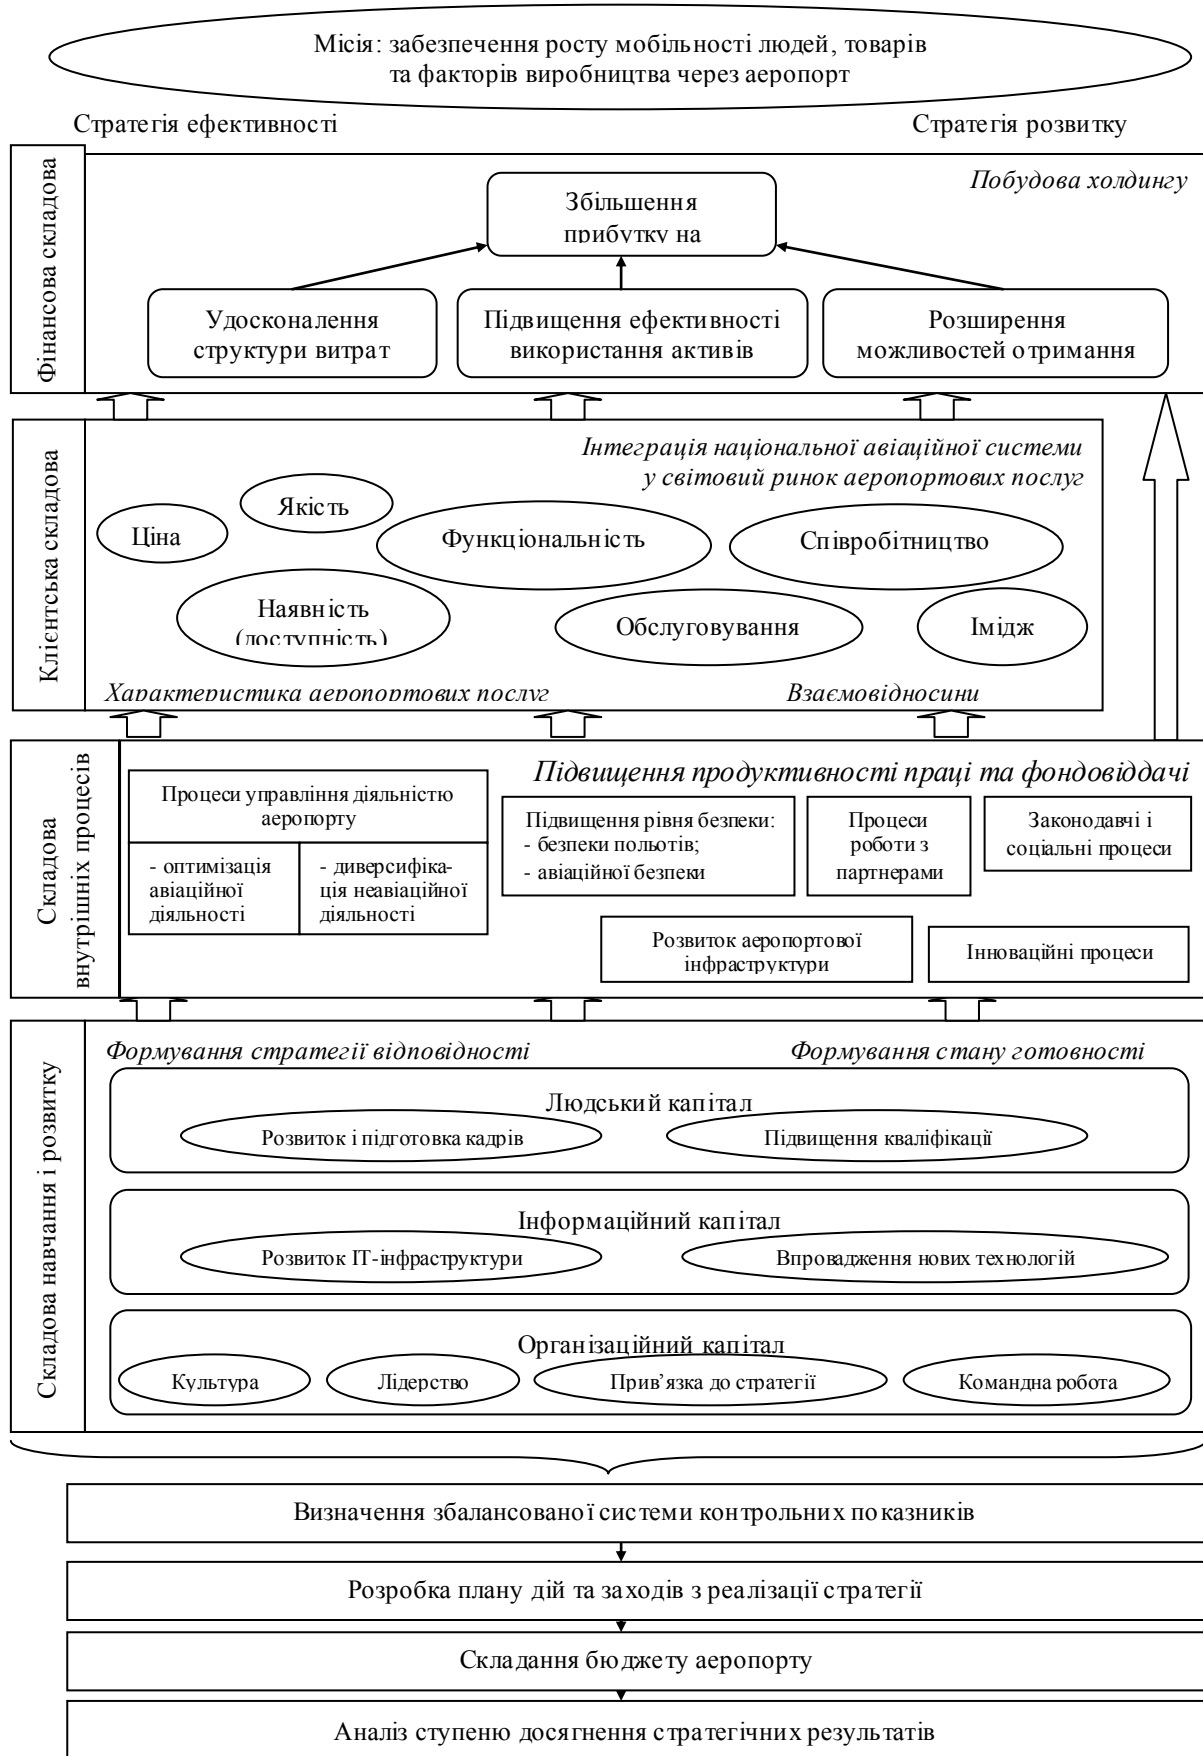 Місія: забезпечення росту мобільності людей, товарів
та факторів виробництва через аеропорт
Стратегія ефективності
Стратегія розвитку
Фінансова складова
Побудова холдингу
Збільшення
прибутку на
Удосконалення
структури витрат
Підвищення ефективності
використання активів
Розширення
можливостей отримання
Клієнтська складова
Інтеграція національної авіаційної системи
у світовий ринок аеропортових послуг
Ціна
Якість
Функціональність
Співробітництво
Наявність
(доступність)
Обслуговування
Імідж
Характеристика аеропортових послуг
Взаємовідносини
Складова
внутрішніх процесів
Підвищення продуктивності праці та фондовіддачі
Процеси управління діяльністю
аеропорту
- оптимізація
авіаційної
діяльності
- диверсифіка-
ція неавіаційної
діяльності
Підвищення рівня безпеки:
- безпеки польотів;
- авіаційної безпеки
Процеси
роботи з
партнерами
Законодавчі і
соціальні процеси
Розвиток аеропортової
інфраструктури
Інноваційні процеси
Складова навчання і розвитку
Формування стратегії відповідності
Формування стану готовності
Людський капітал
Розвиток і підготовка кадрів
Підвищення кваліфікації
Інформаційний капітал
Розвиток ІТ-інфраструктури
Впровадження нових технологій
Організаційний капітал
Культура
Лідерство
Прив’язка до стратегії
Командна робота
Визначення збалансованої системи контрольних показників
Розробка плану дій та заходів з реалізації стратегії
Складання бюджету аеропорту
Аналіз ступеню досягнення стратегічних результатів